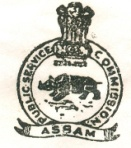 PUBLIC SERVICE COMMISSION
ASSAM